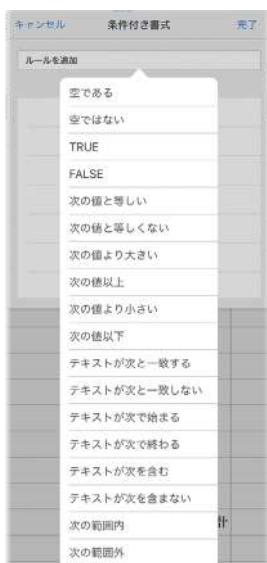 キャンセル 条件付き書式 完了
ルールを追加
空である
空ではない
TRUE
FALSE
次の値と等しい
次の値と等しくない
次の値より大きい
次の値以上
次の値より小さい
次の値以下
テキストが次と一致する
テキストが次と一致しない
テキストが次で始まる
テキストが次で終わる
テキストが次を含む
テキストが次を含まない
次の範囲内
計
次の範囲外